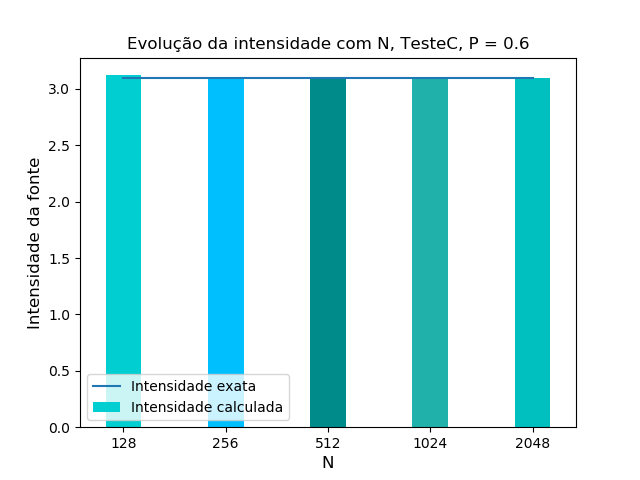 Evolução da intensidade com N, TesteC, P = 0.6
Intensidade da fonte
3.0
2.5
2.0
1.5
1.0
0.5
0.0
Intensidade exata
Intensidade calculada
128 256 512 1024 2048
N